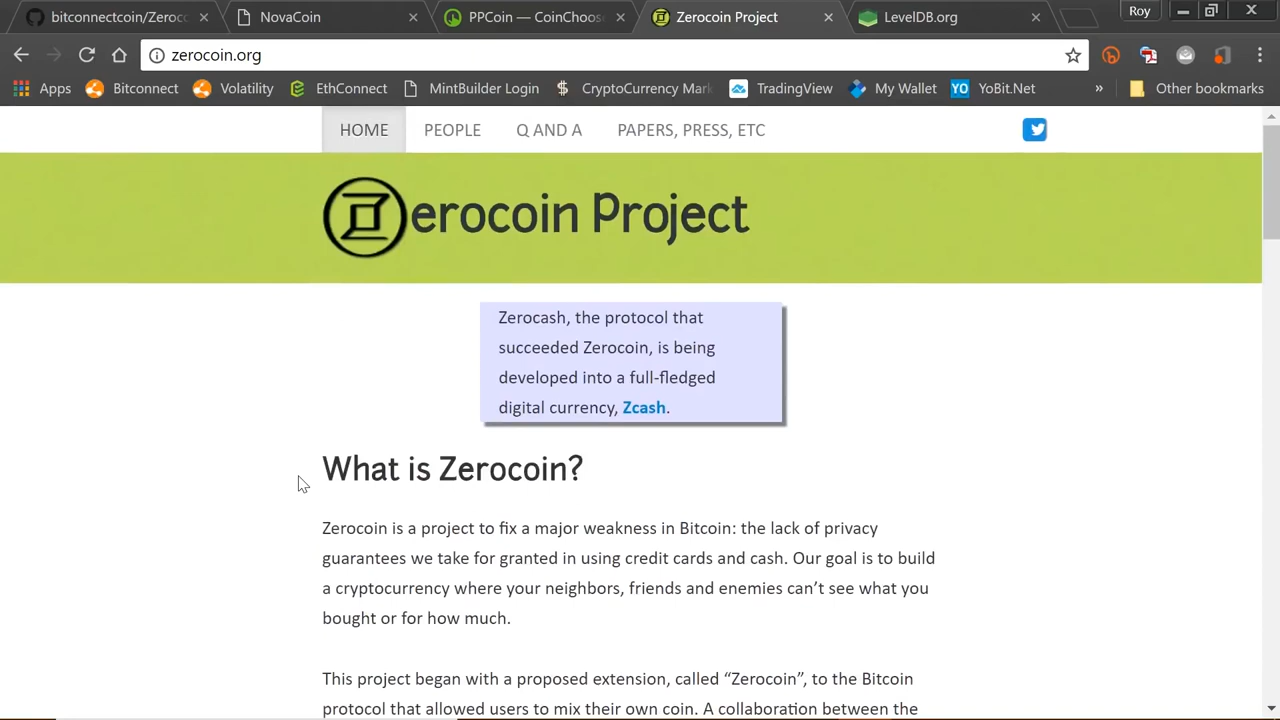 bitconnectcoin/Zeroc
NovaCoin
PPCoin — CoinChoos
Zerocoin Project
LevelDB.org
Roy
zerocoin.org
Apps
Bitconnect
Volatility
EthConnect
MintBuilder Login
CryptoCurrency Mar
TradingView
My Wallet
YO
YoBit.Net
»
Other bookmarks
HOME
PEOPLE
Q AND A
PAPERS, PRESS, ETC
Zerocoin Project
Zerocash, the protocol that
succeeded Zerocoin, is being
developed into a full-fledged
digital currency, Zcash.
What is Zerocoin?
Zerocoin is a project to fix a major weakness in Bitcoin: the lack of privacy
guarantees we take for granted in using credit cards and cash. Our goal is to build
a cryptocurrency where your neighbors, friends and enemies can’t see what you
bought or for how much.
This project began with a proposed extension, called “Zerocoin”, to the Bitcoin
protocol that allowed users to mix their own coin. A collaboration between the